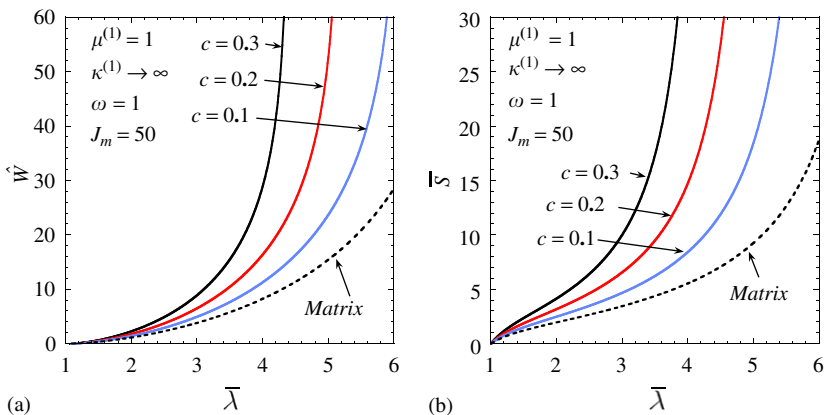 60
50
40
30
20
10
0
Ŵ
μ^(1) = 1
κ^(1) → ∞
ω = 1
J_m = 50
c = 0.3
c = 0.2
c = 0.1
Matrix
1 2 3 4 5 6
(a)
λ̅
30
25
20
15
10
5
0
S̅
μ^(1) = 1
κ^(1) → ∞
ω = 1
J_m = 50
c = 0.3
c = 0.2
c = 0.1
Matrix
1 2 3 4 5 6
(b)
λ̅